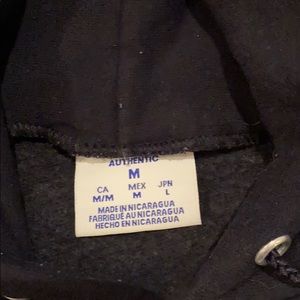 AUTHENTIC
M
CA MEX JPN
M/M M L
MADE IN NICARAGUA
FABRIQUÉ AU NICARAGUA
HECHO EN NICARAGUA